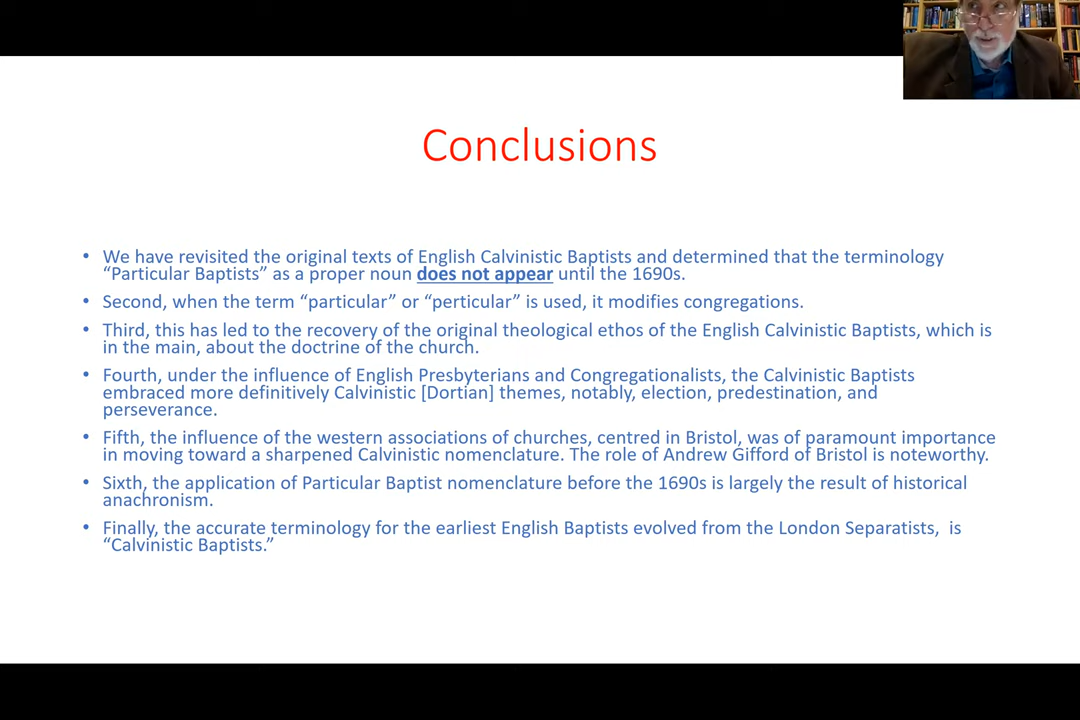 Conclusions
• We have revisited the original texts of English Calvinistic Baptists and determined that the terminology
“Particular Baptists” as a proper noun does not appear until the 1690s.
• Second, when the term “particular” or “perticular” is used, it modifies congregations.
• Third, this has led to the recovery of the original theological ethos of the English Calvinistic Baptists, which is
in the main, about the doctrine of the church.
• Fourth, under the influence of English Presbyterians and Congregationalists, the Calvinistic Baptists
embraced more definitively Calvinistic [Dortian] themes, notably, election, predestination, and
perseverance.
• Fifth, the influence of the western associations of churches, centred in Bristol, was of paramount importance
in moving toward a sharpened Calvinistic nomenclature. The role of Andrew Gifford of Bristol is noteworthy.
• Sixth, the application of Particular Baptist nomenclature before the 1690s is largely the result of historical
anachronism.
• Finally, the accurate terminology for the earliest English Baptists evolved from the London Separatists,  is
“Calvinistic Baptists.”